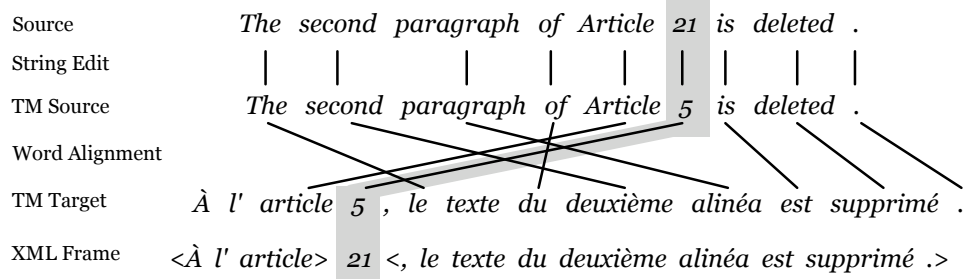 Source The second paragraph of Article 21 is deleted .
String Edit
TM Source The second paragraph of Article 5 is deleted .
Word Alignment
TM Target À l' article 5 , le texte du deuxième alinéa est supprimé .
XML Frame <À l' article> 21 <, le texte du deuxième alinéa est supprimé .>